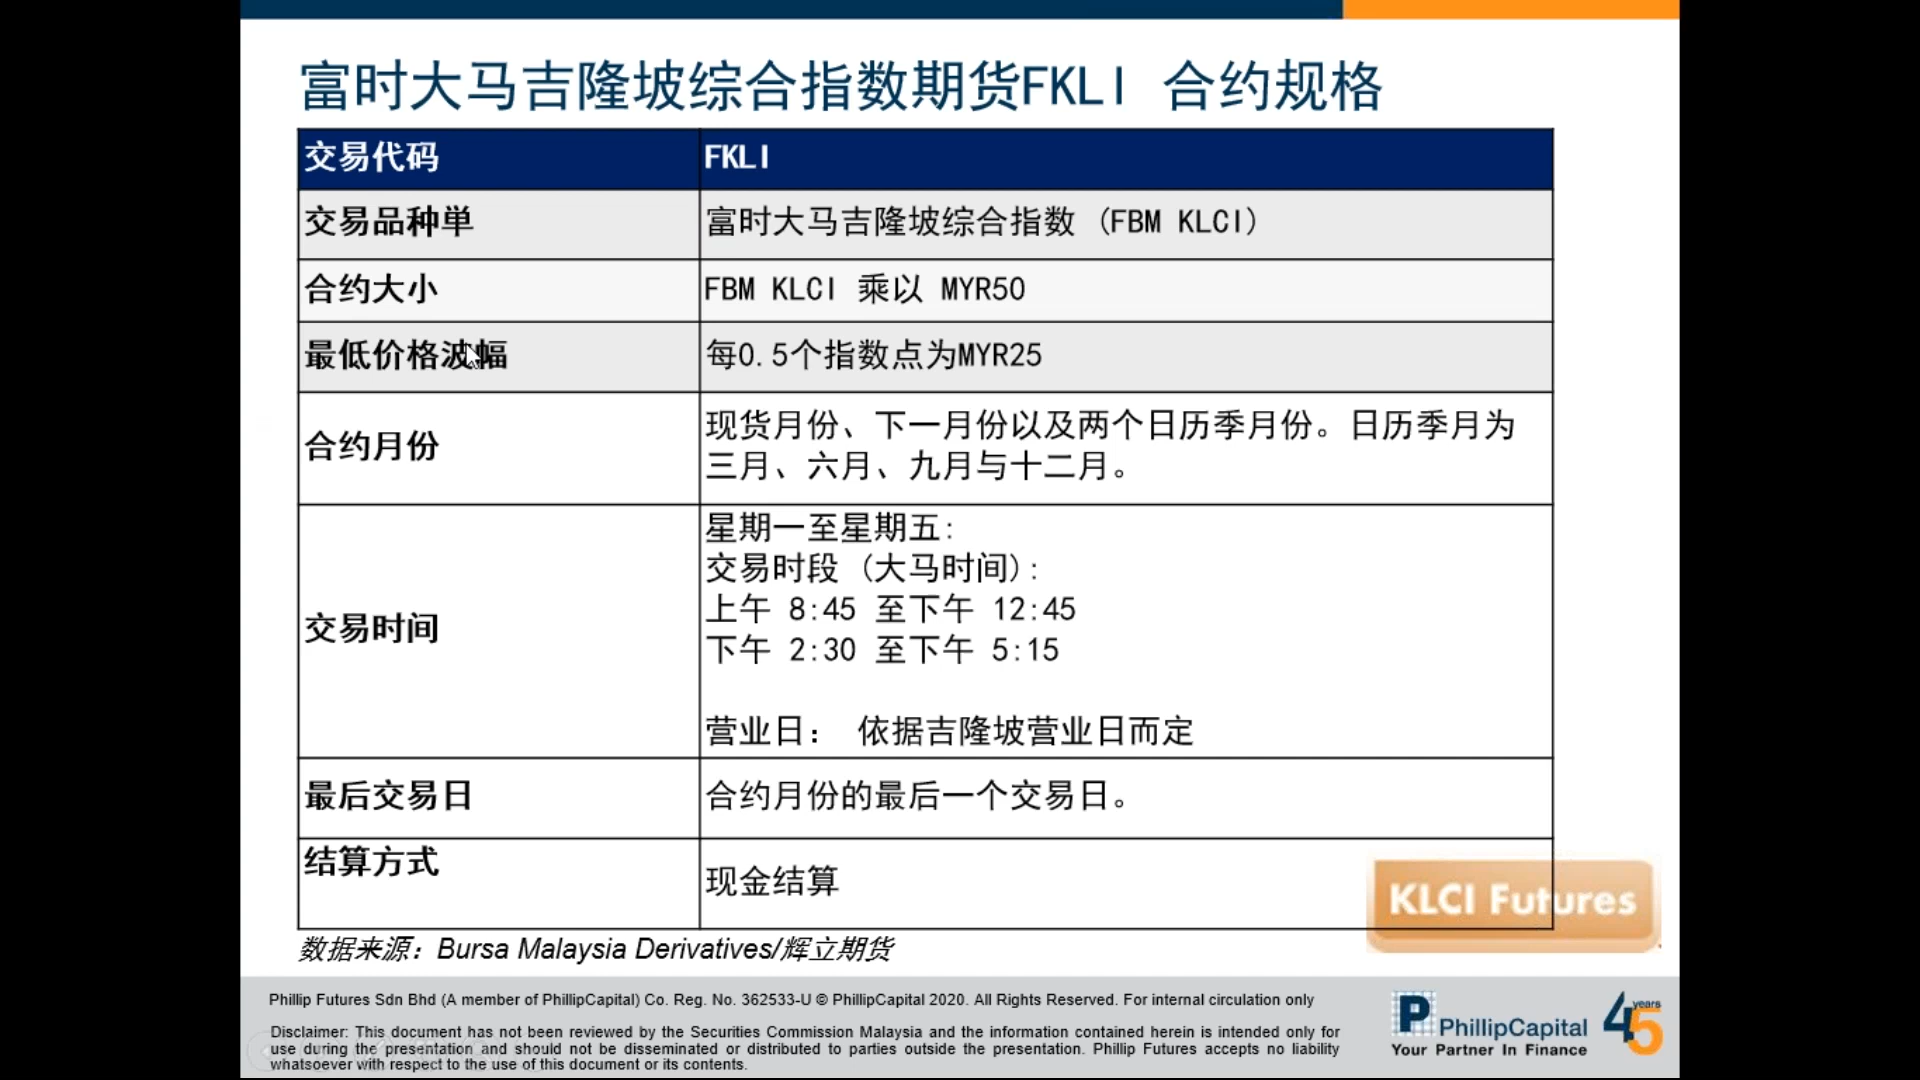 富时大马吉隆坡综合指数期货FKLI 合约规格
交易代码
FKLI
交易品种单
富时大马吉隆坡综合指数 (FBM KLCI)
合约大小
FBM KLCI 乘以 MYR50
最低价格波幅
每0.5个指数点为MYR25
合约月份
现货月份、下一月份以及两个日历季月份。日历季月为
三月、六月、九月与十二月。
交易时间
星期一至星期五:
交易时段 (大马时间):
上午 8:45 至下午 12:45
下午 2:30 至下午 5:15
营业日： 依据吉隆坡营业日而定
最后交易日
合约月份的最后一个交易日。
结算方式
现金结算
KLCI Futures
数据来源：Bursa Malaysia Derivatives/辉立期货
Phillip Futures Sdn Bhd (A member of PhillipCapital) Co. Reg. No. 362533-U © PhillipCapital 2020. All Rights Reserved. For internal circulation only
Disclaimer: This document has not been reviewed by the Securities Commission Malaysia and the information contained herein is intended only for
use during the presentation and should not be disseminated or distributed to parties outside the presentation. Phillip Futures accepts no liability
whatsoever with respect to the use of this document or its contents.
P PhillipCapital
Your Partner In Finance
45 years